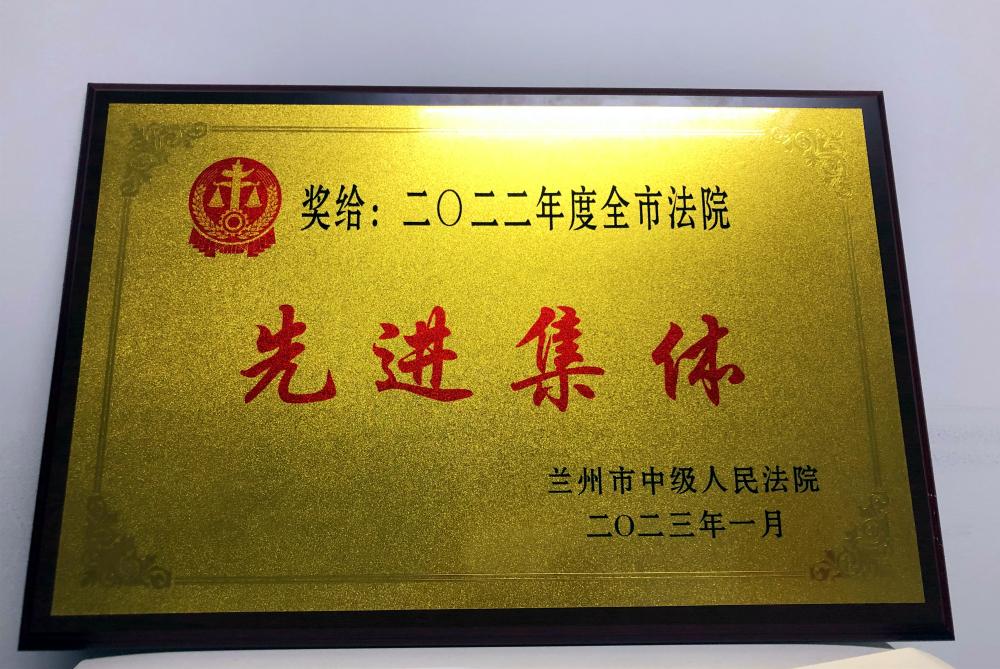 奖给：二〇二二年度全市法院
先进集体
兰州市中级人民法院
二〇二三年一月